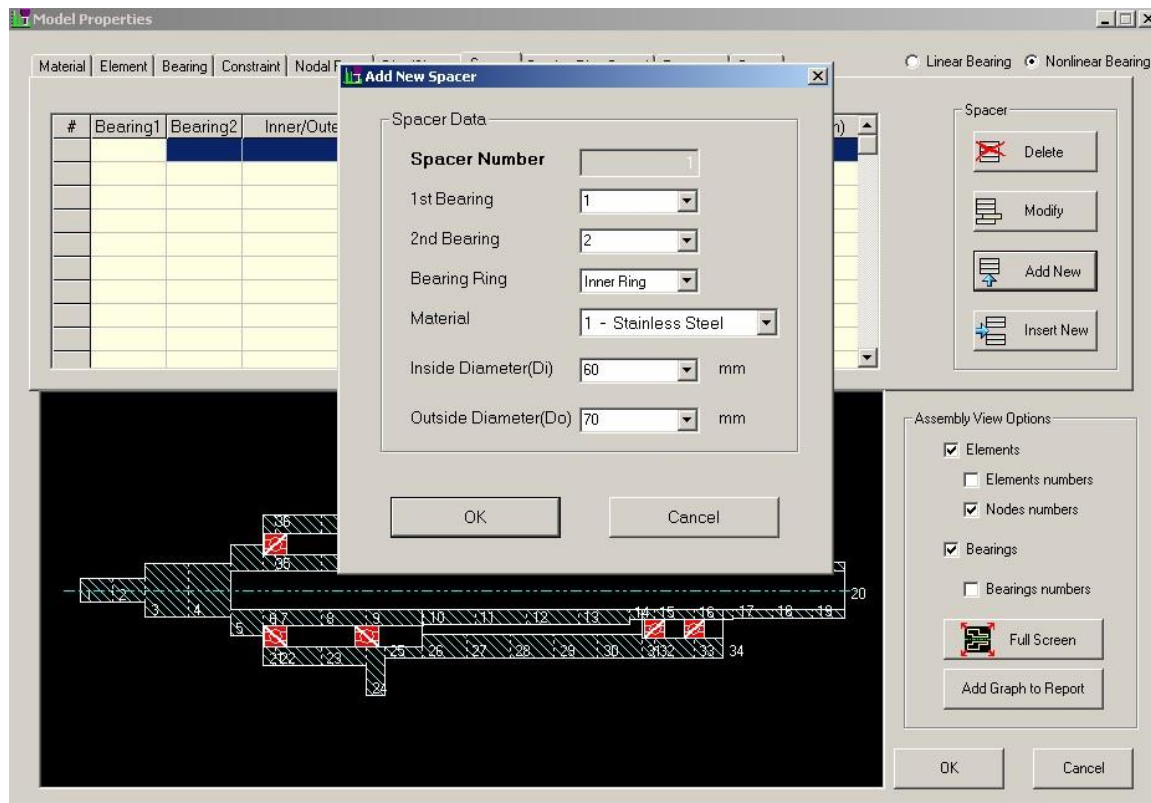 Model Properties
Material Element Bearing Constraint Nodal
Linear Bearing Nonlinear Bearing
Add New Spacer
# Bearing1 Bearing2 Inner/Oute
Spacer Data
Spacer Number 1
1st Bearing 1
2nd Bearing 2
Bearing Ring Inner Ring
Material 1 - Stainless Steel
Inside Diameter(Di) 60 mm
Outside Diameter(Do) 70 mm
OK Cancel
Spacer
Delete
Modify
Add New
Insert New
Assembly View Options
Elements
Elements numbers
Nodes numbers
Bearings
Bearings numbers
Full Screen
Add Graph to Report
OK Cancel
36
35
1 2 3 4 20
5 6 7 8 9 10 11 12 13 14 15 16 17 18 19
21 22 23 24 25 26 27 28 29 30 31 32 33 34